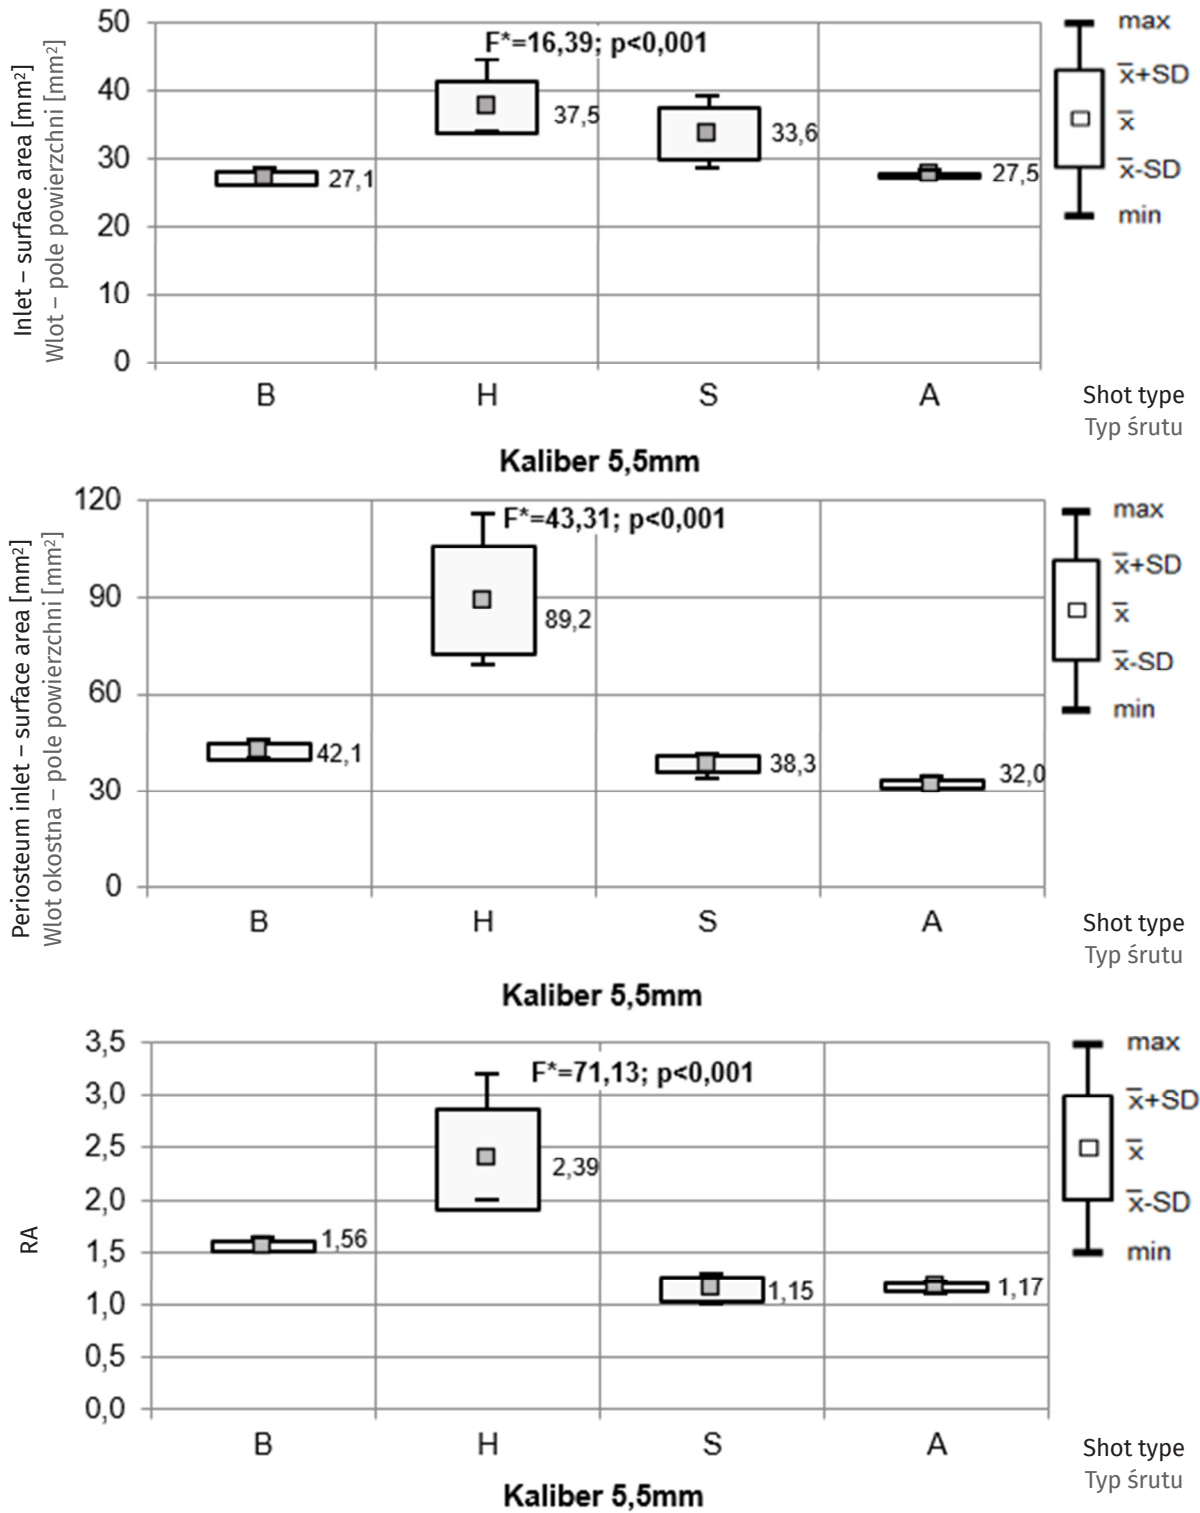 Inlet – surface area [mm²]
Wlot – pole powierzchni [mm²]
50
40
30
20
10
0
F*=16,39; p<0,001
27,1
37,5
33,6
27,5
B H S A
max
x̅+SD
x̅
x̅-SD
min
Shot type
Typ śrutu
Kaliber 5,5mm
Periosteum inlet – surface area [mm²]
Wlot okostna – pole powierzchni [mm²]
120
90
60
30
0
F*=43,31; p<0,001
42,1
89,2
38,3
32,0
B H S A
max
x̅+SD
x̅
x̅-SD
min
Shot type
Typ śrutu
Kaliber 5,5mm
RA
3,5
3,0
2,5
2,0
1,5
1,0
0,5
0,0
F*=71,13; p<0,001
1,56
2,39
1,15
1,17
B H S A
max
x̅+SD
x̅
x̅-SD
min
Shot type
Typ śrutu
Kaliber 5,5mm